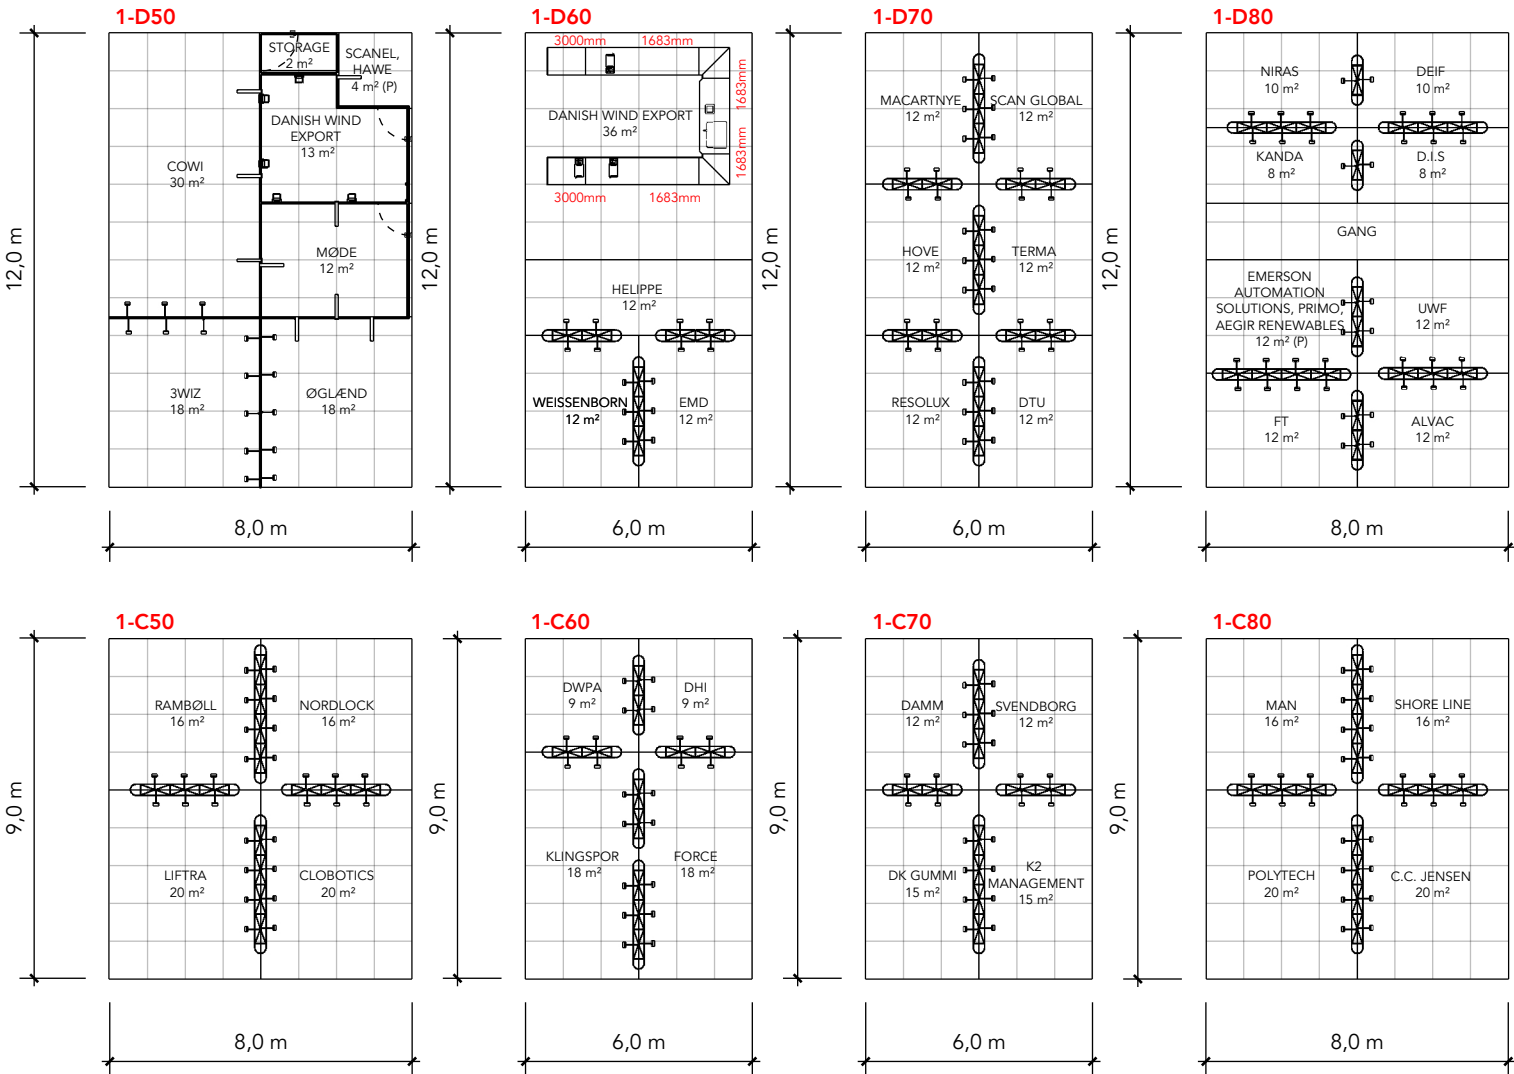 1-D50
STORAGE
2 m²
SCANEL,
HAWE
4 m² (P)
DANISH WIND
EXPORT
13 m²
COWI
30 m²
MØDE
12 m²
3WIZ
18 m²
ØGLÆND
18 m²
12,0 m
8,0 m
1-D60
3000mm
1683mm
1683mm
DANISH WIND EXPORT
36 m²
1683mm
3000mm
1683mm
HELIPPE
12 m²
WEISSENBORN
12 m²
EMD
12 m²
12,0 m
6,0 m
1-D70
MACARTNYE
12 m²
SCAN GLOBAL
12 m²
HOVE
12 m²
TERMA
12 m²
RESOLUX
12 m²
DTU
12 m²
12,0 m
6,0 m
1-D80
NIRAS
10 m²
DEIF
10 m²
KANDA
8 m²
D.I.S
8 m²
GANG
EMERSON
AUTOMATION
SOLUTIONS, PRIMO,
AEGIR RENEWABLES
12 m² (P)
UWF
12 m²
FT
12 m²
ALVAC
12 m²
12,0 m
8,0 m
1-C50
RAMBØLL
16 m²
NORDLOCK
16 m²
LIFTRA
20 m²
CLOBOTICS
20 m²
9,0 m
8,0 m
1-C60
DWPA
9 m²
DHI
9 m²
KLINGSPOR
18 m²
FORCE
18 m²
9,0 m
6,0 m
1-C70
DAMM
12 m²
SVENDBORG
12 m²
DK GUMMI
15 m²
K2
MANAGEMENT
15 m²
9,0 m
6,0 m
1-C80
MAN
16 m²
SHORE LINE
16 m²
POLYTECH
20 m²
C.C. JENSEN
20 m²
9,0 m
8,0 m